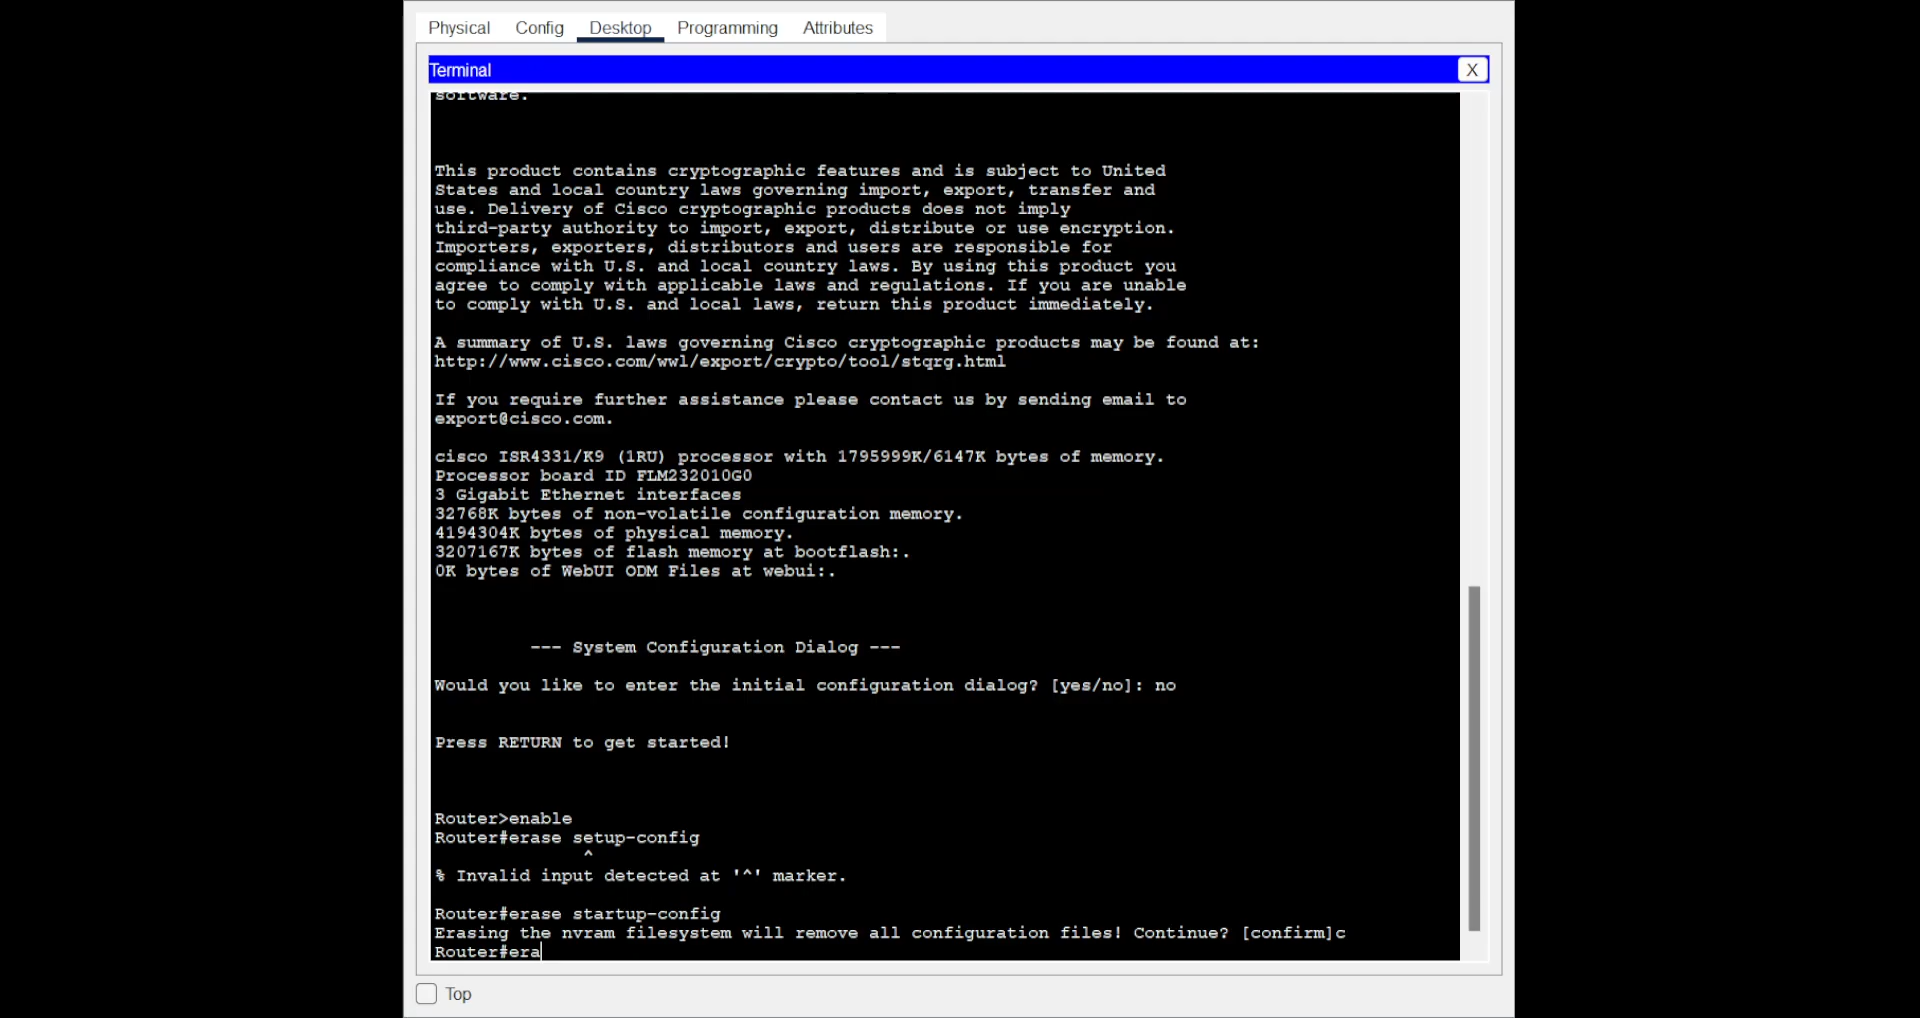 Physical Config Desktop Programming Attributes
Terminal X
software.
This product contains cryptographic features and is subject to United
States and local country laws governing import, export, transfer and
use. Delivery of Cisco cryptographic products does not imply
third-party authority to import, export, distribute or use encryption.
Importers, exporters, distributors and users are responsible for
compliance with U.S. and local country laws. By using this product you
agree to comply with applicable laws and regulations. If you are unable
to comply with U.S. and local laws, return this product immediately.
A summary of U.S. laws governing Cisco cryptographic products may be found at:
http://www.cisco.com/wwl/export/crypto/tool/stqrg.html
If you require further assistance please contact us by sending email to
export@cisco.com.
cisco ISR4331/K9 (1RU) processor with 1795999K/6147K bytes of memory.
Processor board ID FLM232010G0
3 Gigabit Ethernet interfaces
32768K bytes of non-volatile configuration memory.
4194304K bytes of physical memory.
3207167K bytes of flash memory at bootflash:.
0K bytes of WebUI ODM Files at webui:.
--- System Configuration Dialog ---
Would you like to enter the initial configuration dialog? [yes/no]: no
Press RETURN to get started!
Router>enable
Router#erase setup-config
^
% Invalid input detected at '^' marker.
Router#erase startup-config
Erasing the nvram filesystem will remove all configuration files! Continue? [confirm]c
Router#era
Top